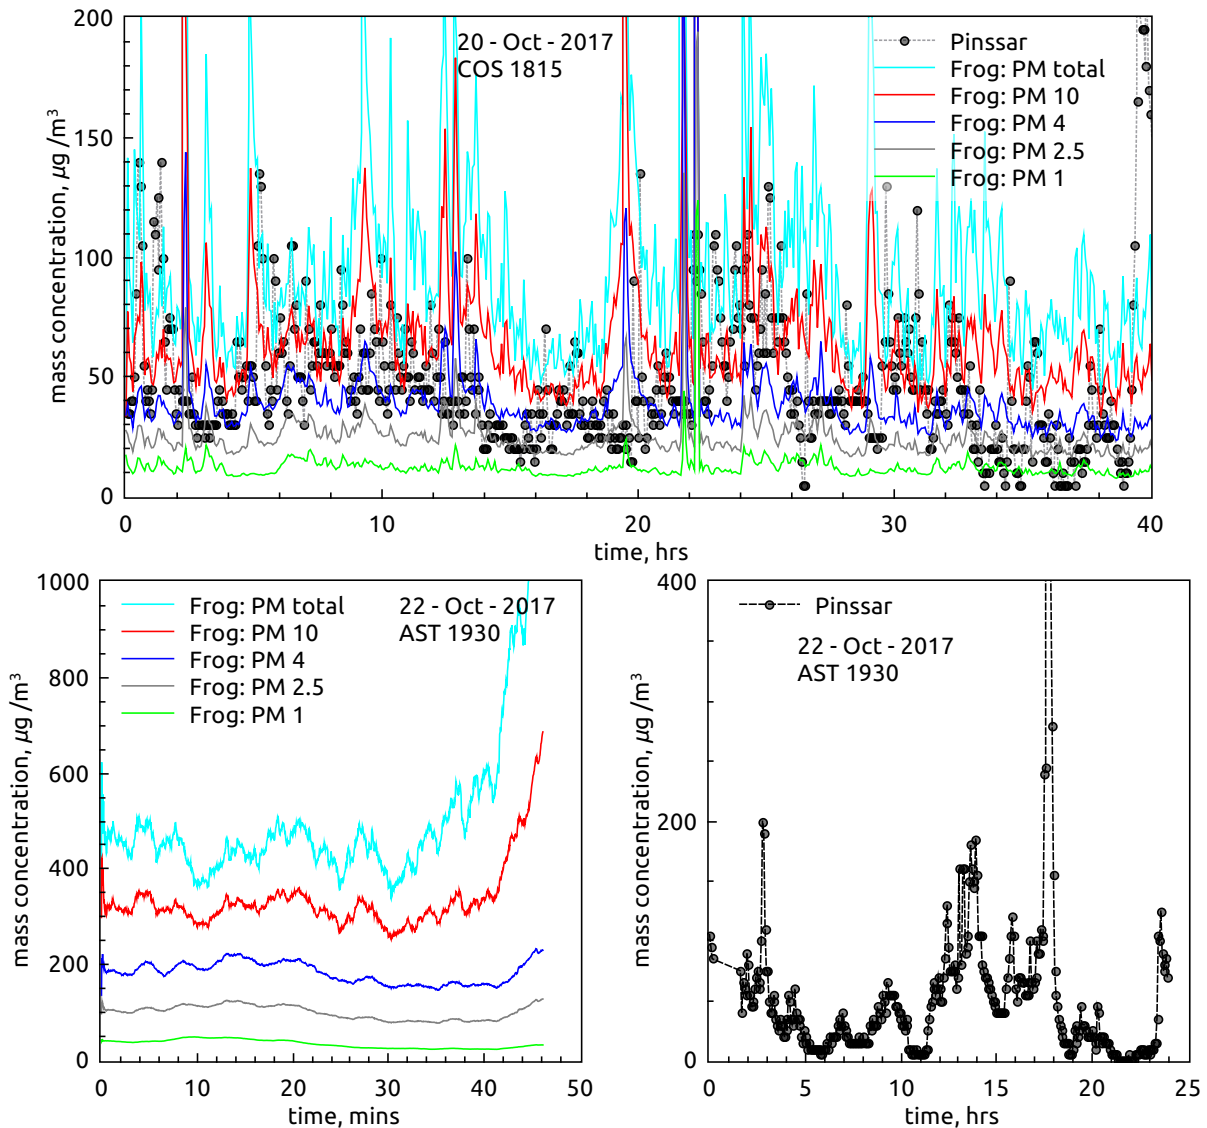 200
150
100
50
0
mass concentration, µg /m³
20 - Oct - 2017
COS 1815
Pinssar
Frog: PM total
Frog: PM 10
Frog: PM 4
Frog: PM 2.5
Frog: PM 1
0 10 20 30 40
time, hrs
1000
800
600
400
200
0
mass concentration, µg /m³
Frog: PM total
Frog: PM 10
Frog: PM 4
Frog: PM 2.5
Frog: PM 1
22 - Oct - 2017
AST 1930
0 10 20 30 40 50
time, mins
400
200
0
mass concentration, µg /m³
Pinssar
22 - Oct - 2017
AST 1930
0 5 10 15 20 25
time, hrs